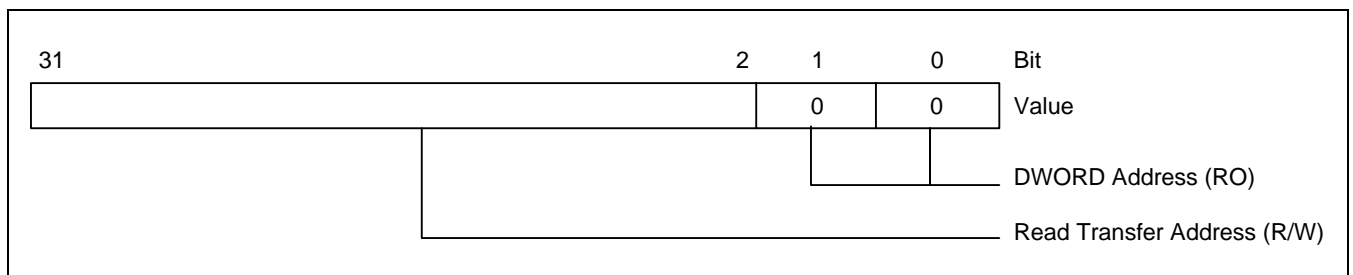 31 2 1 0 Bit
0 0 Value
DWORD Address (RO)
Read Transfer Address (R/W)